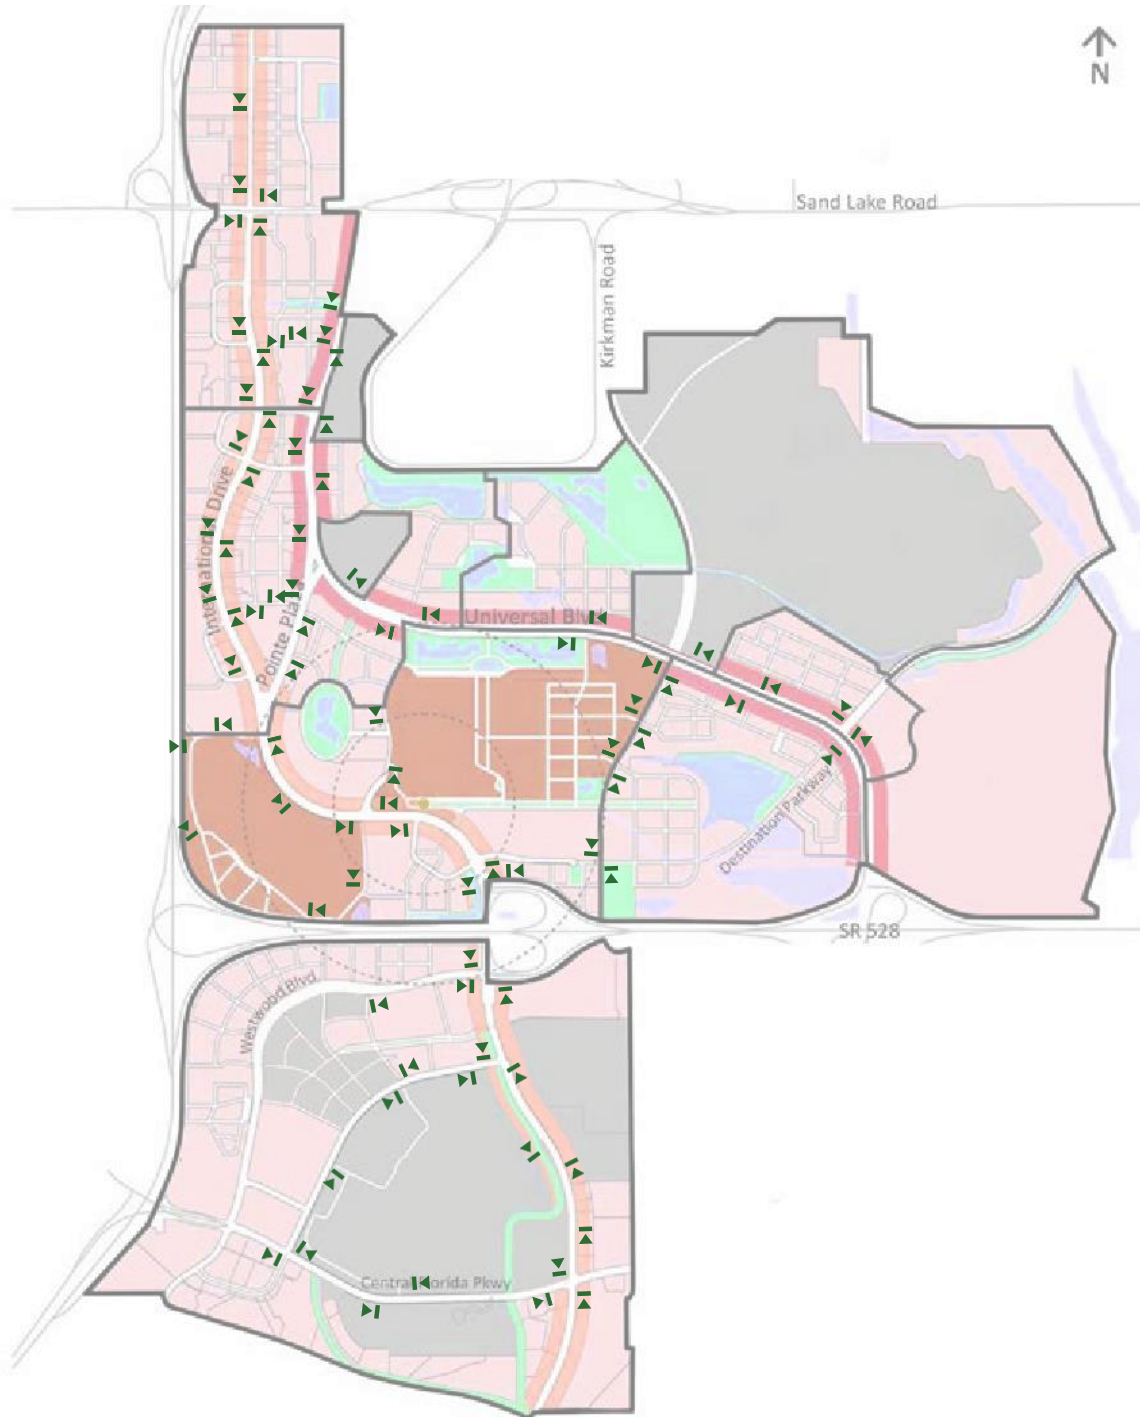 N
Sand Lake Road
Kirkman Road
International Drive
Universal Blvd
Pointe Plaza
Destination Parkway
SR 528
Westwood Blvd
Central Florida Pkwy